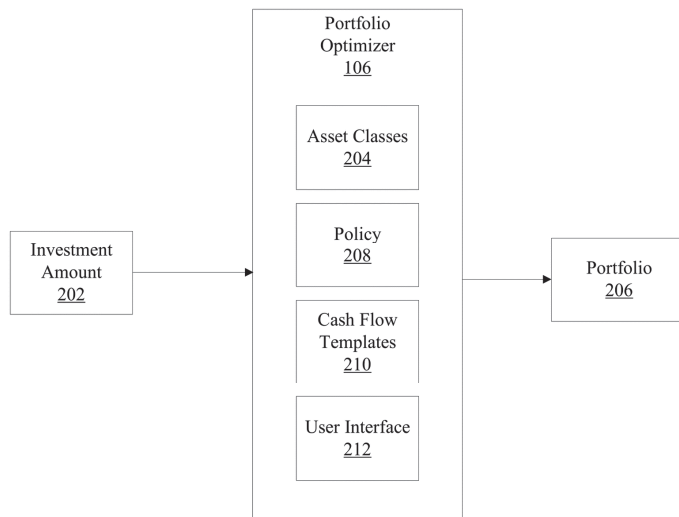 Portfolio
Optimizer
106
Asset Classes
204
Policy
208
Cash Flow
Templates
210
User Interface
212
Investment
Amount
202
Portfolio
206